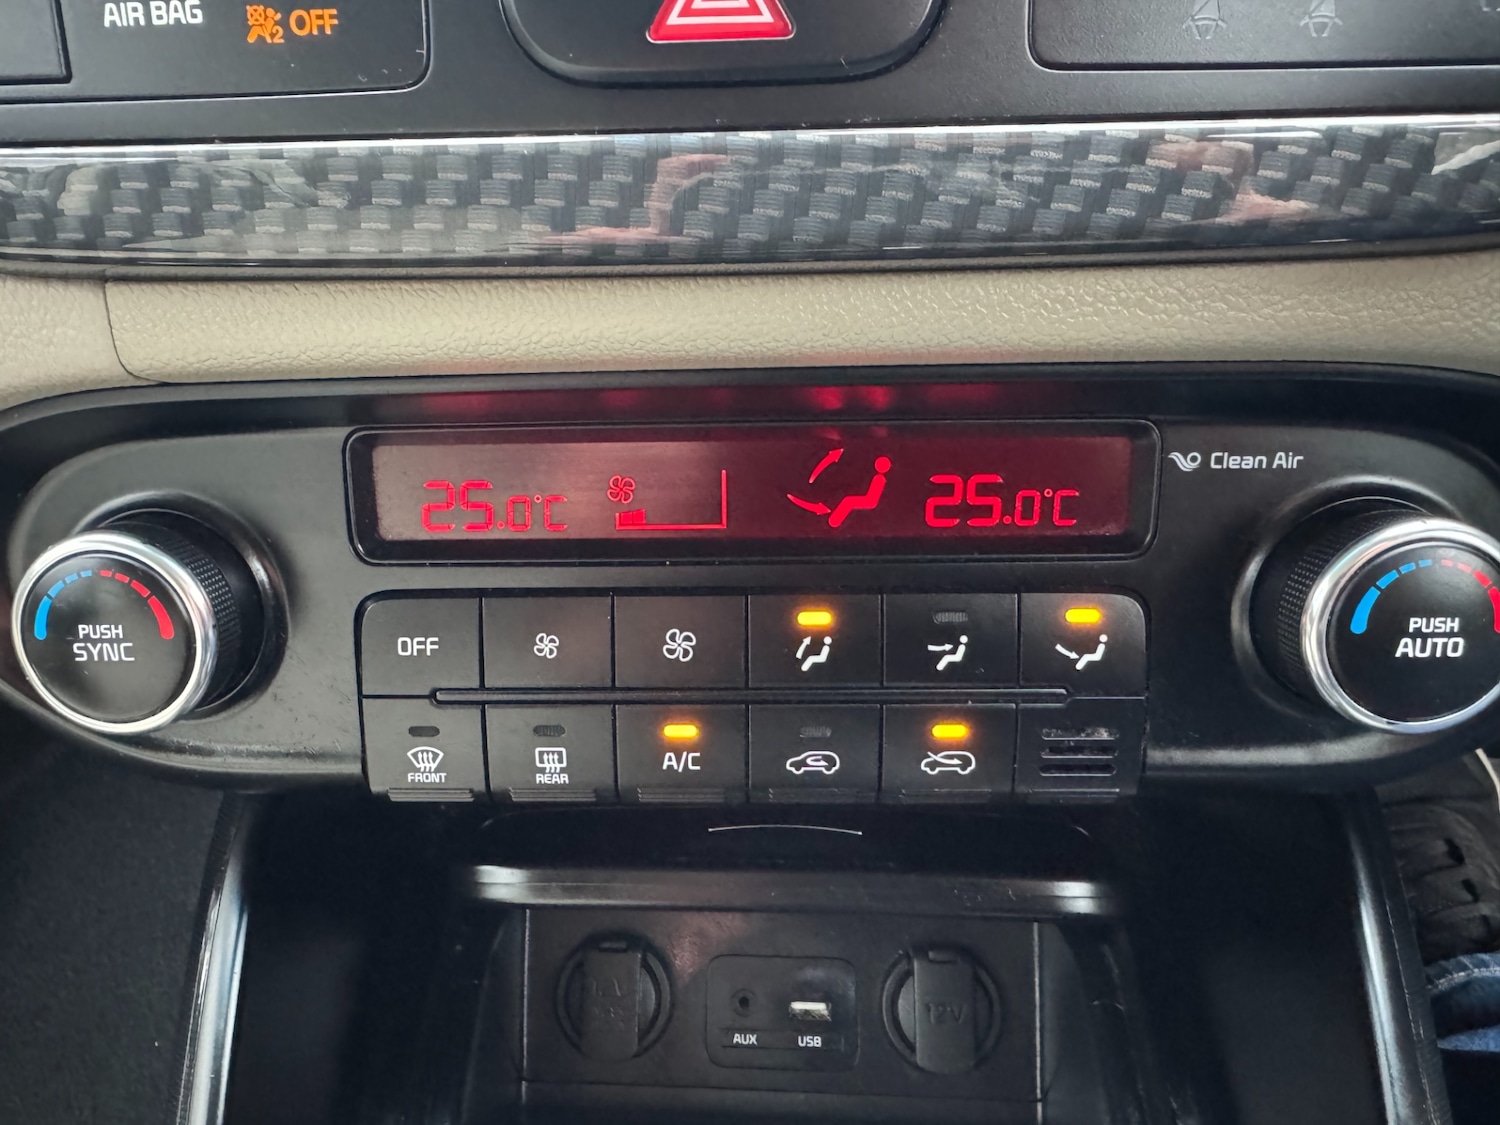 AIR BAG
2 OFF
25.0°C
25.0°C
Clean Air
PUSH
SYNC
OFF
PUSH
AUTO
FRONT
REAR
A/C
12V
AUX
USB